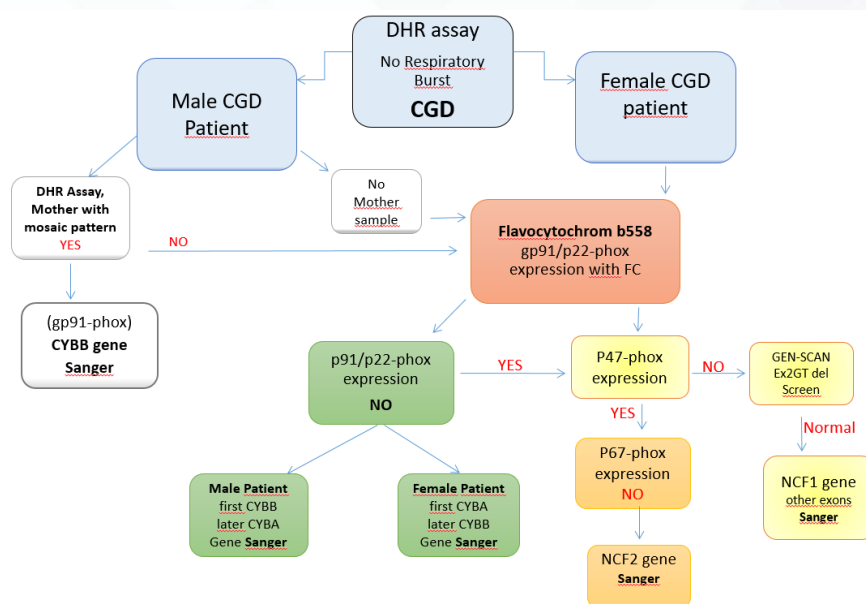 DHR assay
No Respiratory
Burst
CGD
Male CGD
Patient
Female CGD
patient
DHR Assay,
Mother with
mosaic pattern
YES
No
Mother
sample
NO
Flavocytochrom b558
gp91/p22-phox
expression with FC
(gp91-phox)
CYBB gene
Sanger
p91/p22-phox
expression
NO
YES
P47-phox
expression
NO
GEN-SCAN
Ex2GT del
Screen
YES
Normal
P67-phox
expression
NO
NCF1 gene
other exons
Sanger
Male Patient
first CYBB
later CYBA
Gene Sanger
Female Patient
first CYBA
later CYBB
Gene Sanger
NCF2 gene
Sanger